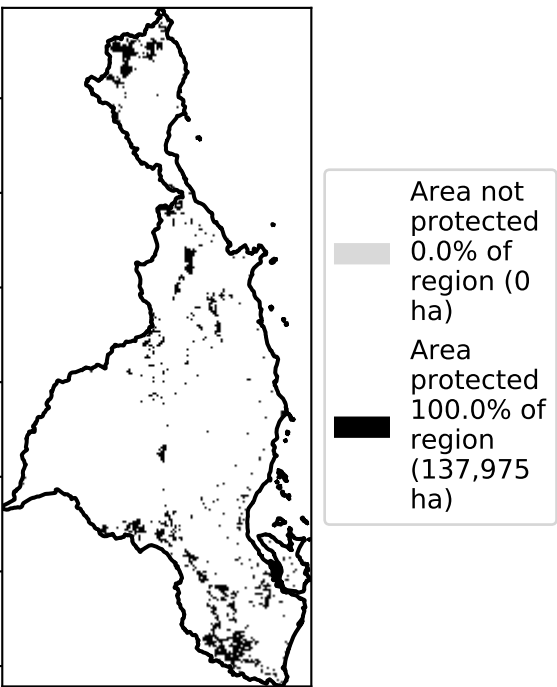 Area not
protected
0.0% of
region (0
ha)
Area
protected
100.0% of
region
(137,975
ha)